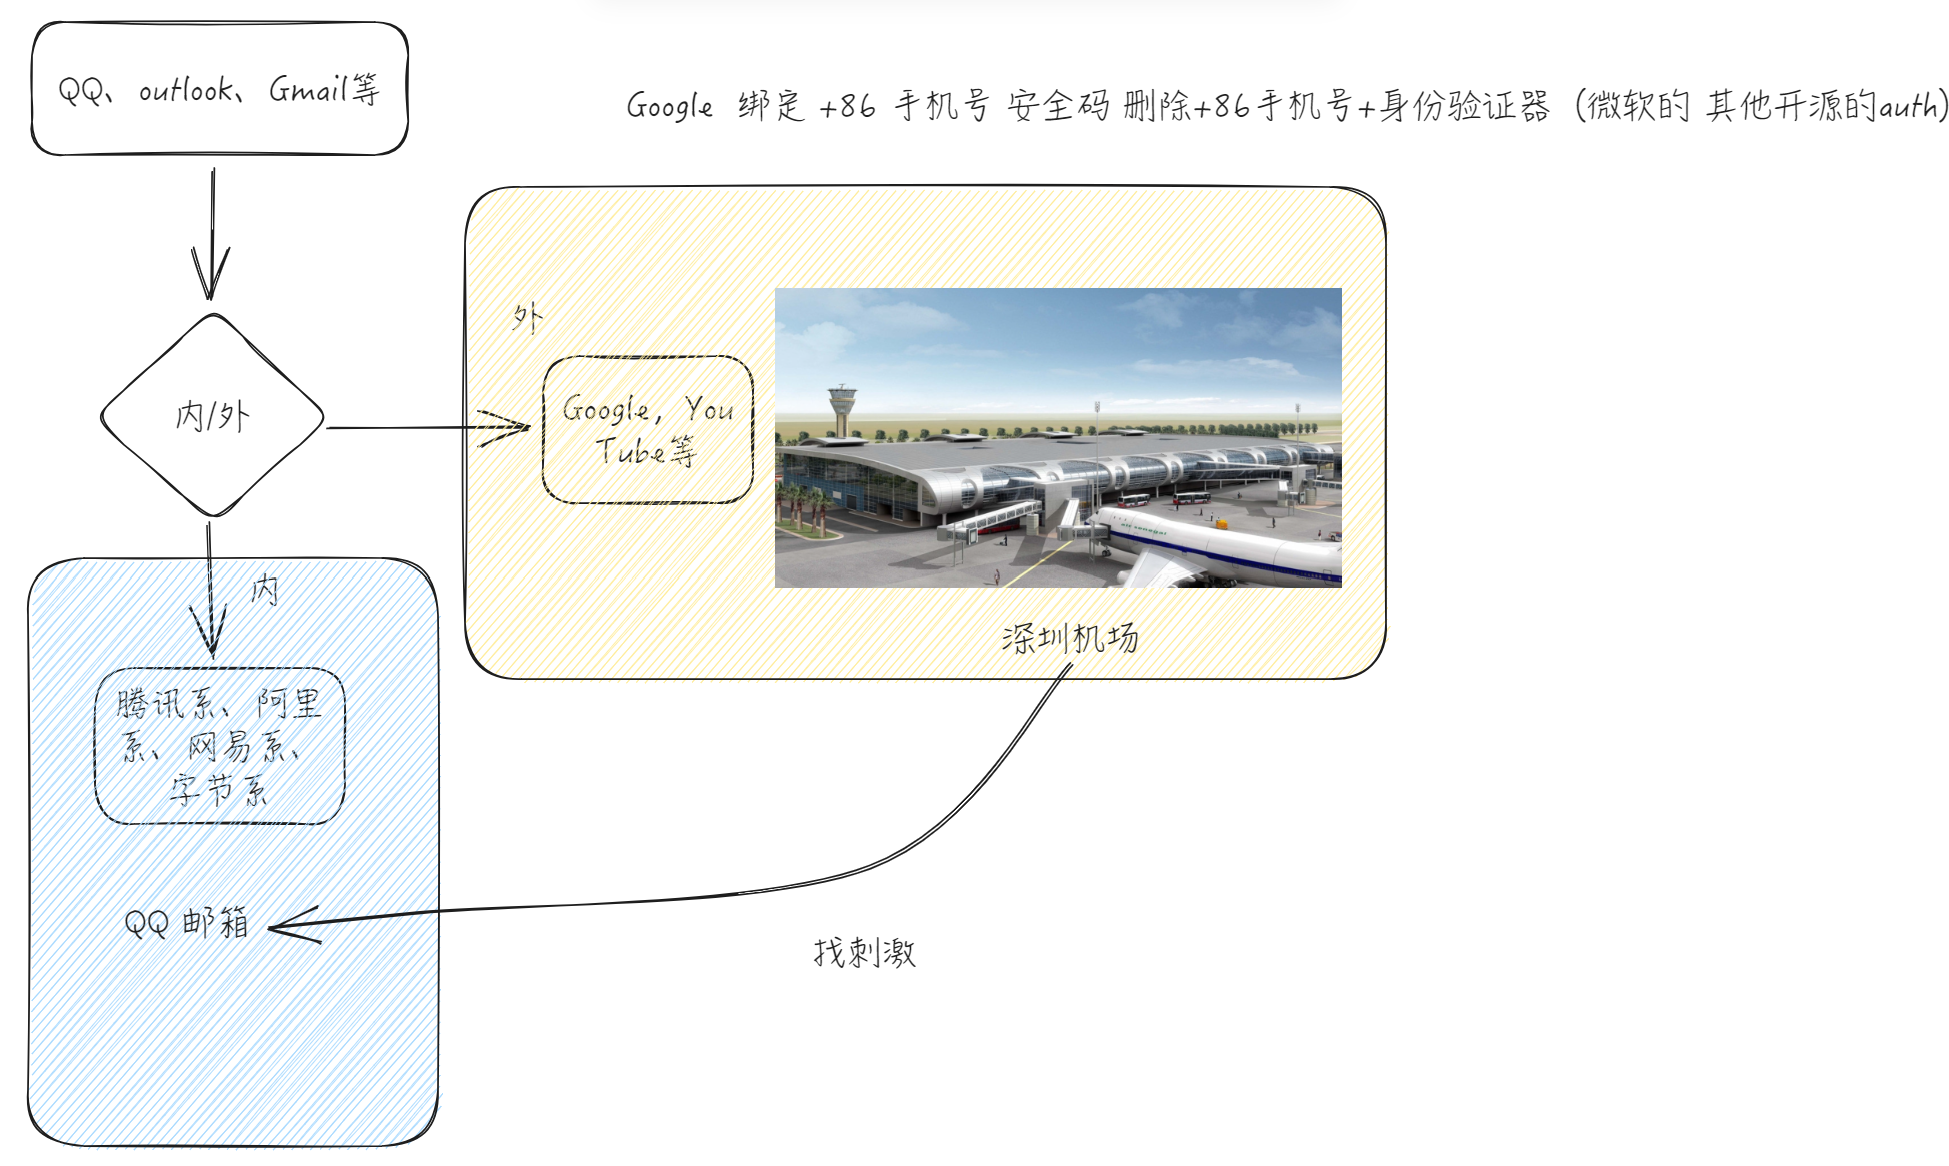 QQ、outlook、Gmail等
Google 绑定 +86 手机号 安全码 删除+86手机号+身份验证器（微软的 其他开源的auth）
外
内/外
Google，You
Tube等
air senegal
内
深圳机场
腾讯系、阿里
系、网易系、
字节系
QQ 邮箱
找刺激